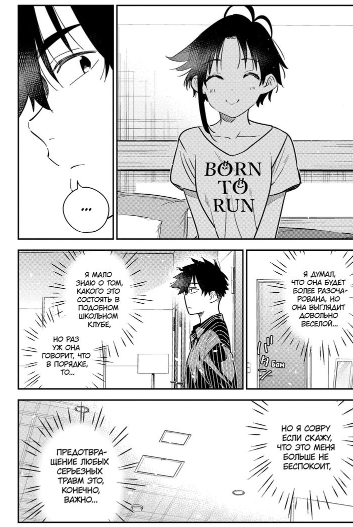 ...
BORN
TO
RUN
Я ДУМАЛ,
ЧТО ОНА БУДЕТ
БОЛЕЕ РАЗОЧА-
РОВАНА, НО
ОНА ВЫГЛЯДИТ
ДОВОЛЬНО
ВЕСЕЛОЙ...
Бам
Я МАЛО
ЗНАЮ О ТОМ,
КАКОГО ЭТО
СОСТОЯТЬ В
ПОДОБНОМ
ШКОЛЬНОМ
КЛУБЕ,
НО РАЗ
УЖ ОНА
ГОВОРИТ, ЧТО
В ПОРЯДКЕ,
ТО...
НО Я СОВРУ
ЕСЛИ СКАЖУ,
ЧТО ЭТО МЕНЯ
БОЛЬШЕ НЕ
БЕСПОКОИТ,
ПРЕДОТВРА-
ЩЕНИЕ ЛЮБЫХ
СЕРЬЕЗНЫХ
ТРАВМ ЭТО,
КОНЕЧНО,
ВАЖНО...